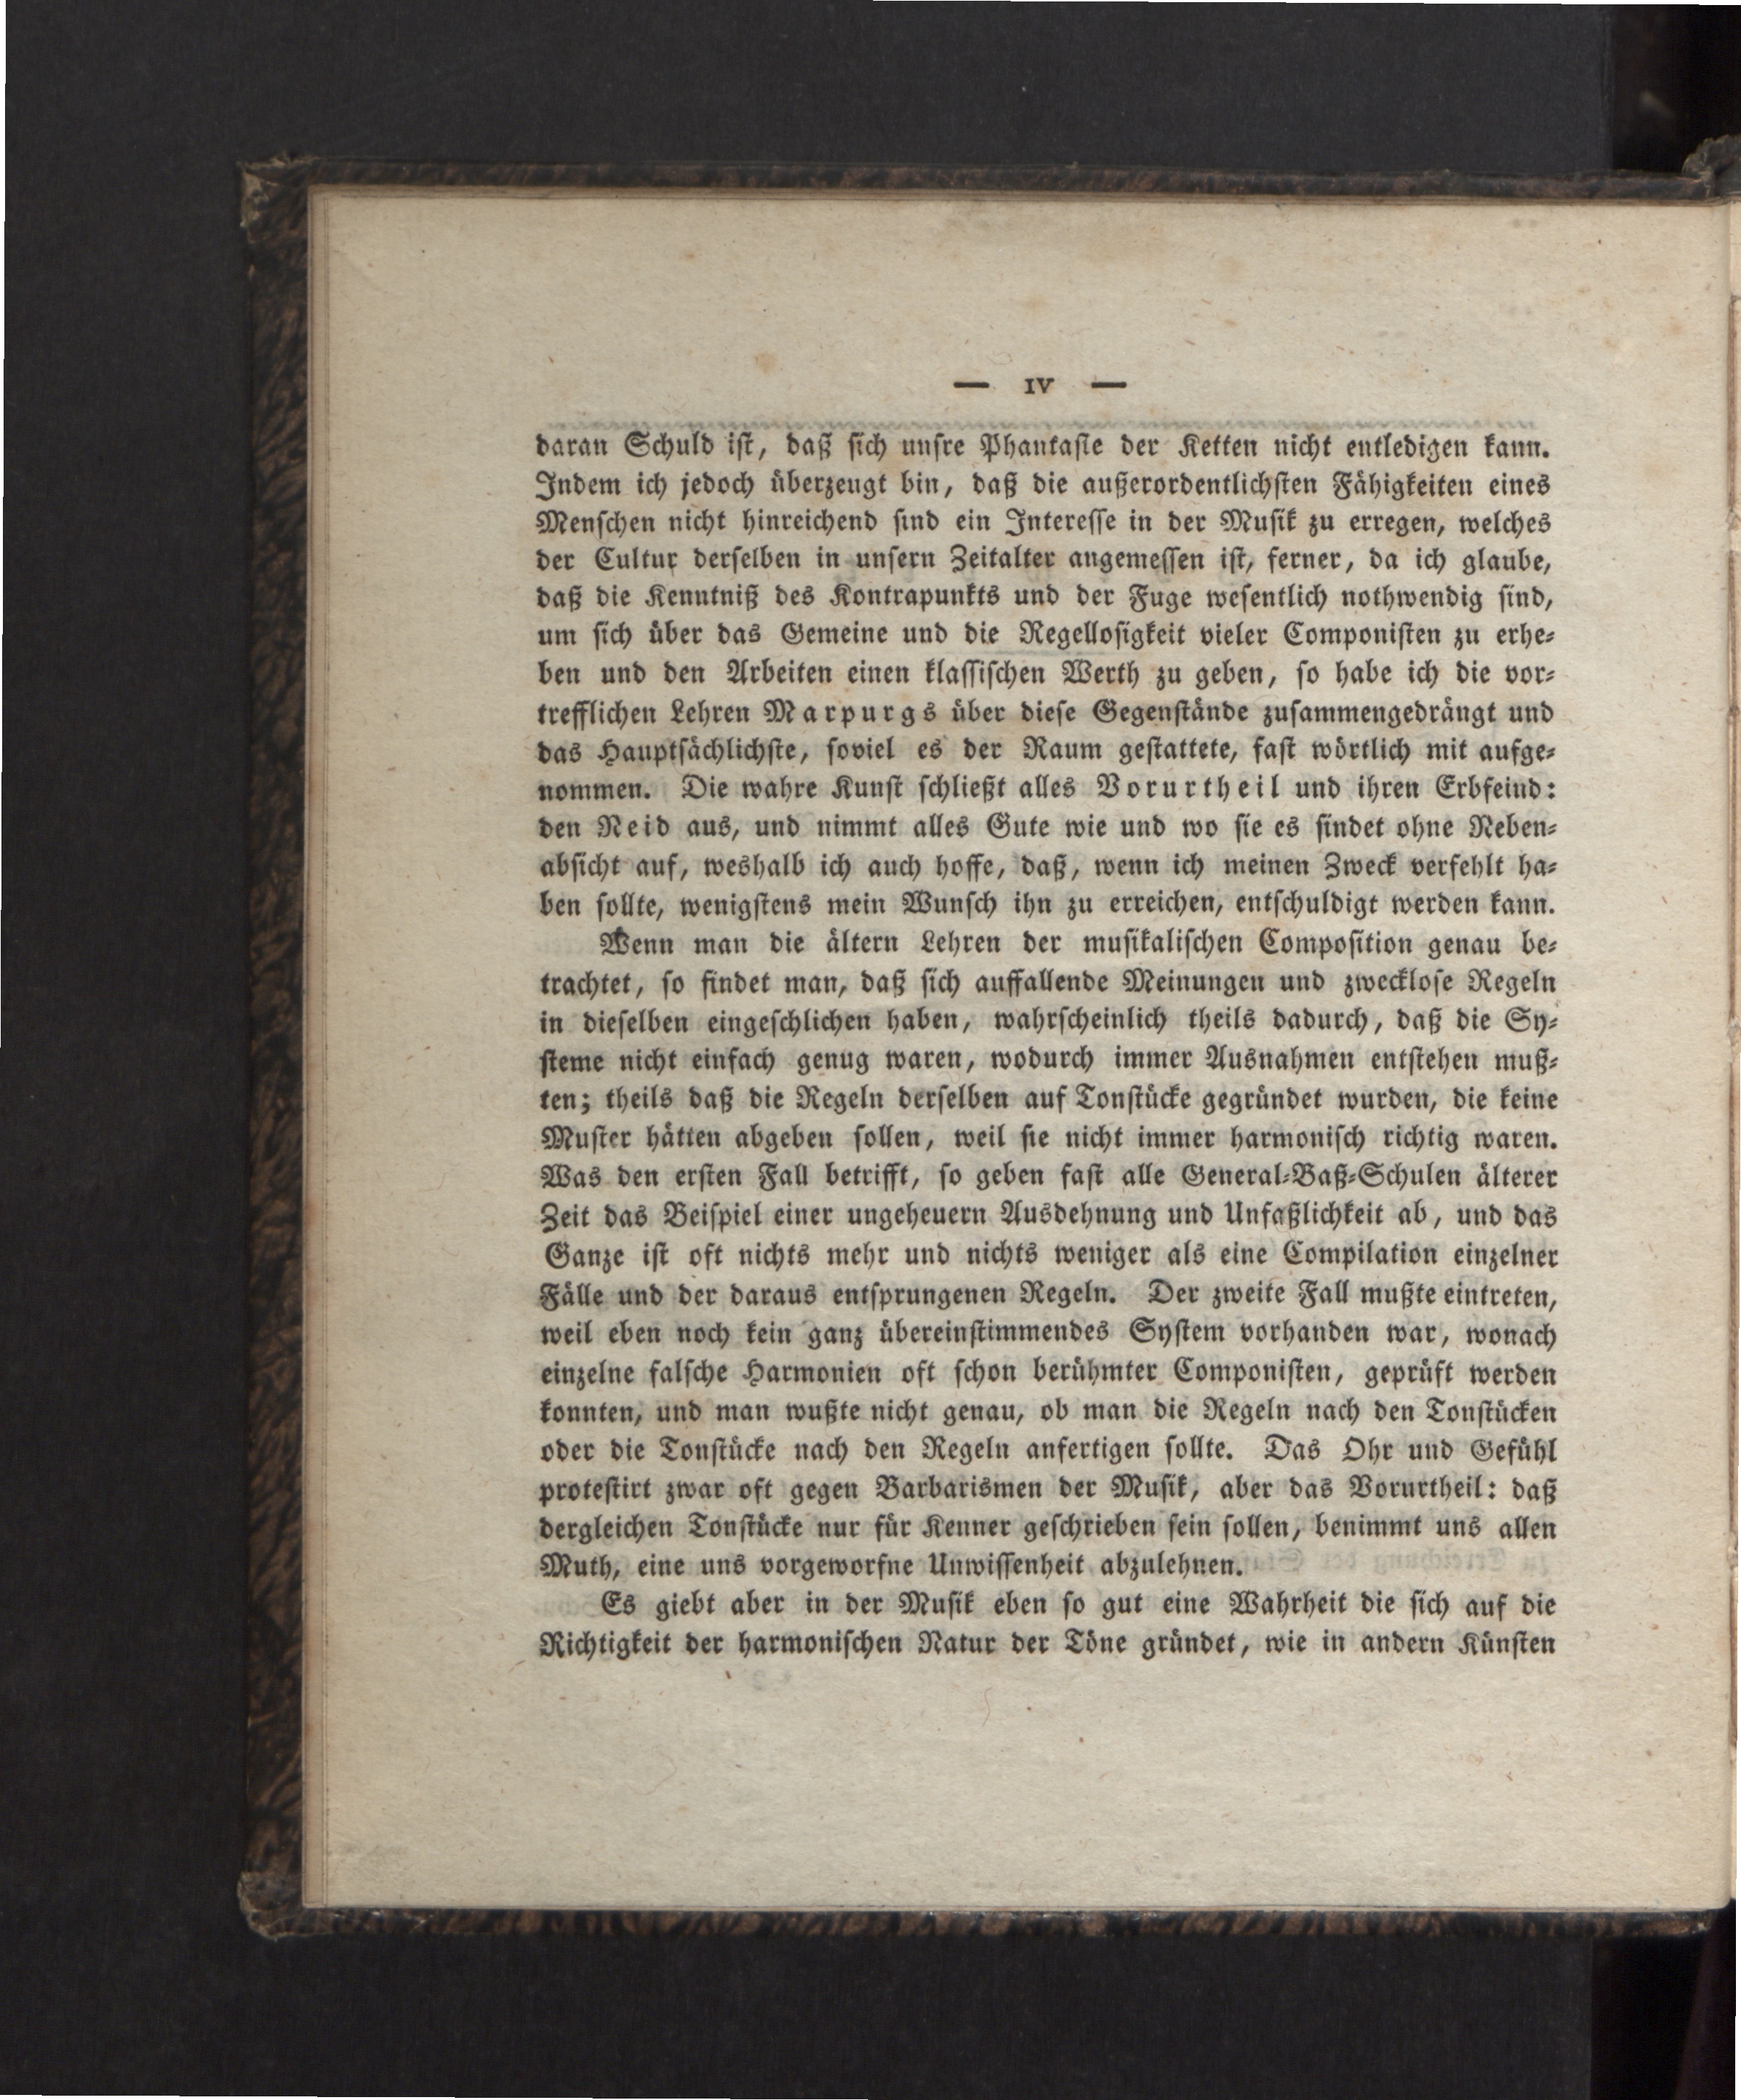 — IV —
daran Schuld ist, daß sich unsre Phantasie der Ketten nicht entledigen kann.
Indem ich jedoch überzeugt bin, daß die außerordentlichsten Fähigkeiten eines
Menschen nicht hinreichend sind ein Interesse in der Musik zu erregen, welches
der Cultur derselben in unsern Zeitalter angemessen ist, ferner, da ich glaube,
daß die Kenntniß des Kontrapunkts und der Fuge wesentlich nothwendig sind,
um sich über das Gemeine und die Regellosigkeit vieler Componisten zu erhe-
ben und den Arbeiten einen klassischen Werth zu geben, so habe ich die vor-
trefflichen Lehren Marpurgs über diese Gegenstände zusammengedrängt und
das Hauptsächlichste, soviel es der Raum gestattete, fast wörtlich mit aufge-
nommen. Die wahre Kunst schließt alles Vorurtheil und ihren Erbfeind:
den Neid aus, und nimmt alles Gute wie und wo sie es findet ohne Neben-
absicht auf, weshalb ich auch hoffe, daß, wenn ich meinen Zweck verfehlt ha-
ben sollte, wenigstens mein Wunsch ihn zu erreichen, entschuldigt werden kann.
Wenn man die ältern Lehren der musikalischen Composition genau be-
trachtet, so findet man, daß sich auffallende Meinungen und zwecklose Regeln
in dieselben eingeschlichen haben, wahrscheinlich theils dadurch, daß die Sy-
steme nicht einfach genug waren, wodurch immer Ausnahmen entstehen muß-
ten; theils daß die Regeln derselben auf Tonstücke gegründet wurden, die keine
Muster hätten abgeben sollen, weil sie nicht immer harmonisch richtig waren.
Was den ersten Fall betrifft, so geben fast alle General-Baß-Schulen älterer
Zeit das Beispiel einer ungeheuern Ausdehnung und Unfaßlichkeit ab, und das
Ganze ist oft nichts mehr und nichts weniger als eine Compilation einzelner
Fälle und der daraus entsprungenen Regeln. Der zweite Fall mußte eintreten,
weil eben noch kein ganz übereinstimmendes System vorhanden war, wonach
einzelne falsche Harmonien oft schon berühmter Componisten, geprüft werden
konnten, und man wußte nicht genau, ob man die Regeln nach den Tonstücken
oder die Tonstücke nach den Regeln anfertigen sollte. Das Ohr und Gefühl
protestirt zwar oft gegen Barbarismen der Musik, aber das Vorurtheil: daß
dergleichen Tonstücke nur für Kenner geschrieben sein sollen, benimmt uns allen
Muth, eine uns vorgeworfne Unwissenheit abzulehnen.
Es giebt aber in der Musik eben so gut eine Wahrheit die sich auf die
Richtigkeit der harmonischen Natur der Töne gründet, wie in andern Künsten